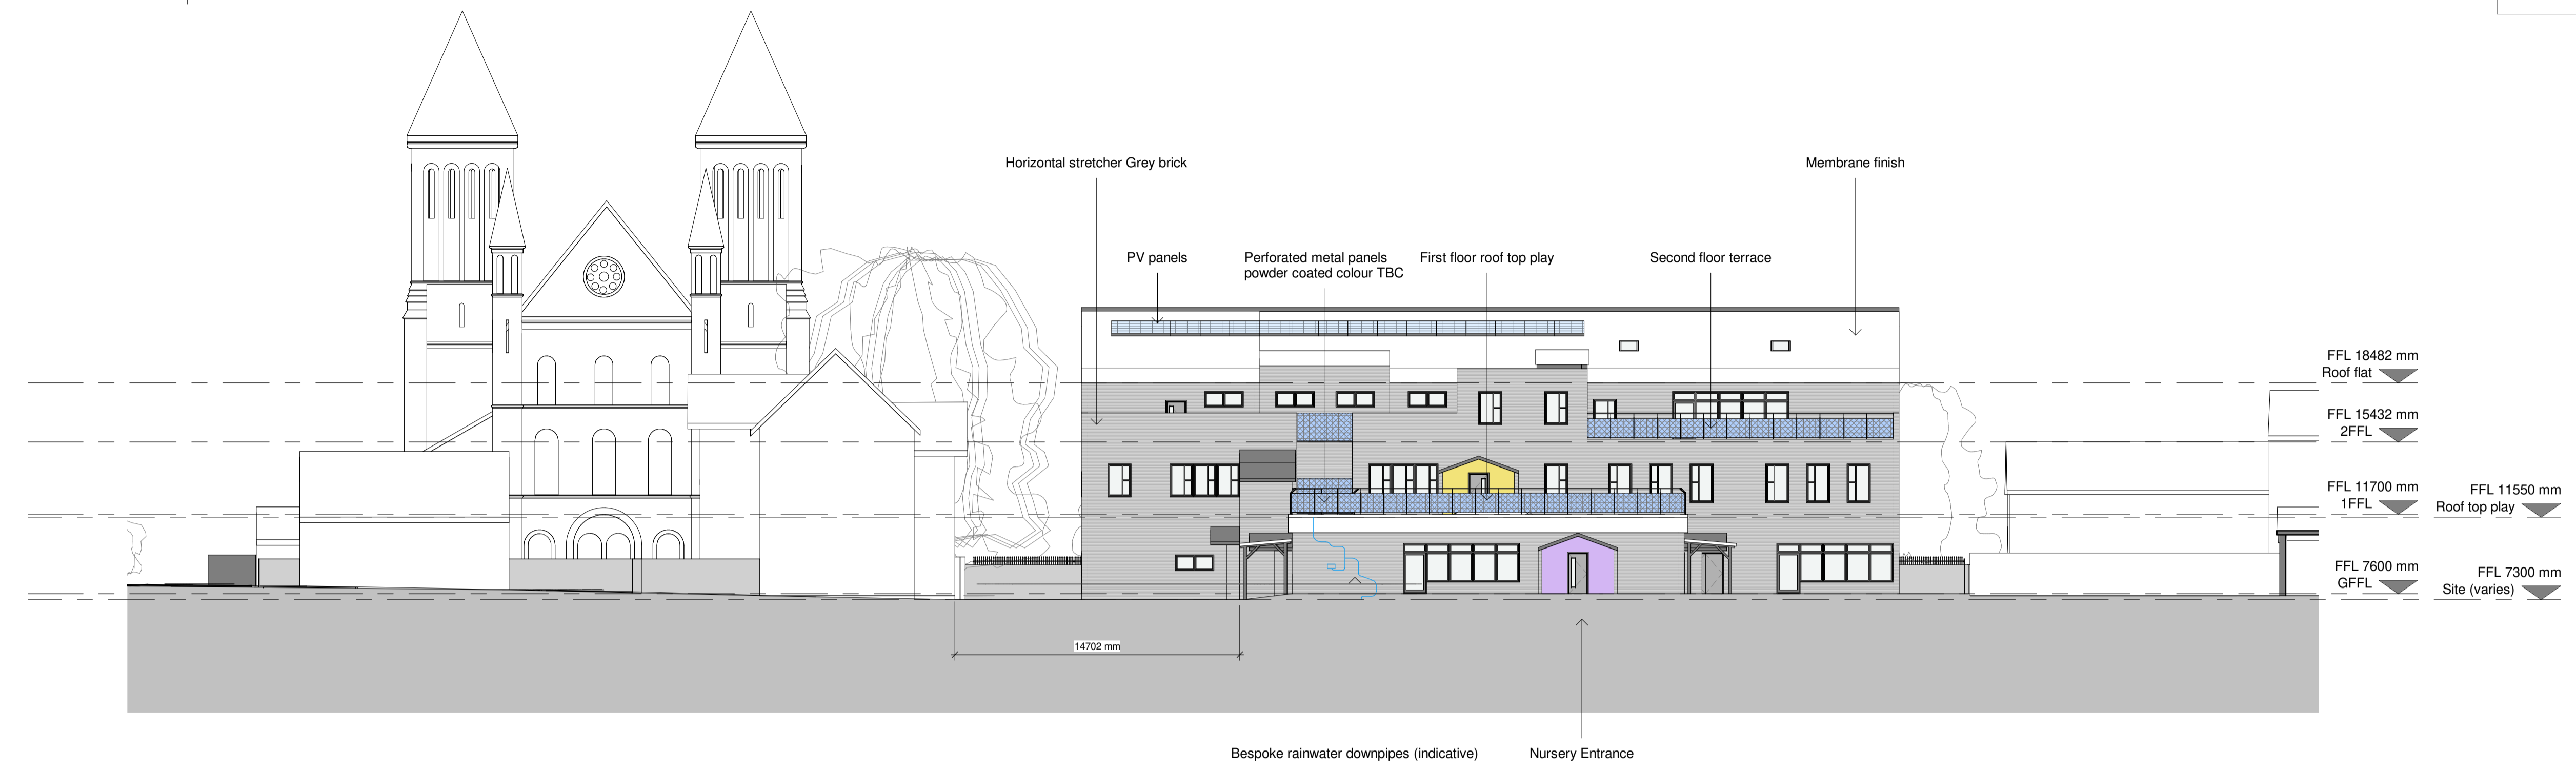 Horizontal stretcher Grey brick
Membrane finish
PV panels
Perforated metal panels
powder coated colour TBC
First floor roof top play
Second floor terrace
FFL 18482 mm
Roof flat
FFL 15432 mm
2FFL
FFL 11700 mm
1FFL
FFL 11550 mm
Roof top play
FFL 7600 mm
GFFL
FFL 7300 mm
Site (varies)
14702 mm
Bespoke rainwater downpipes (indicative)
Nursery Entrance